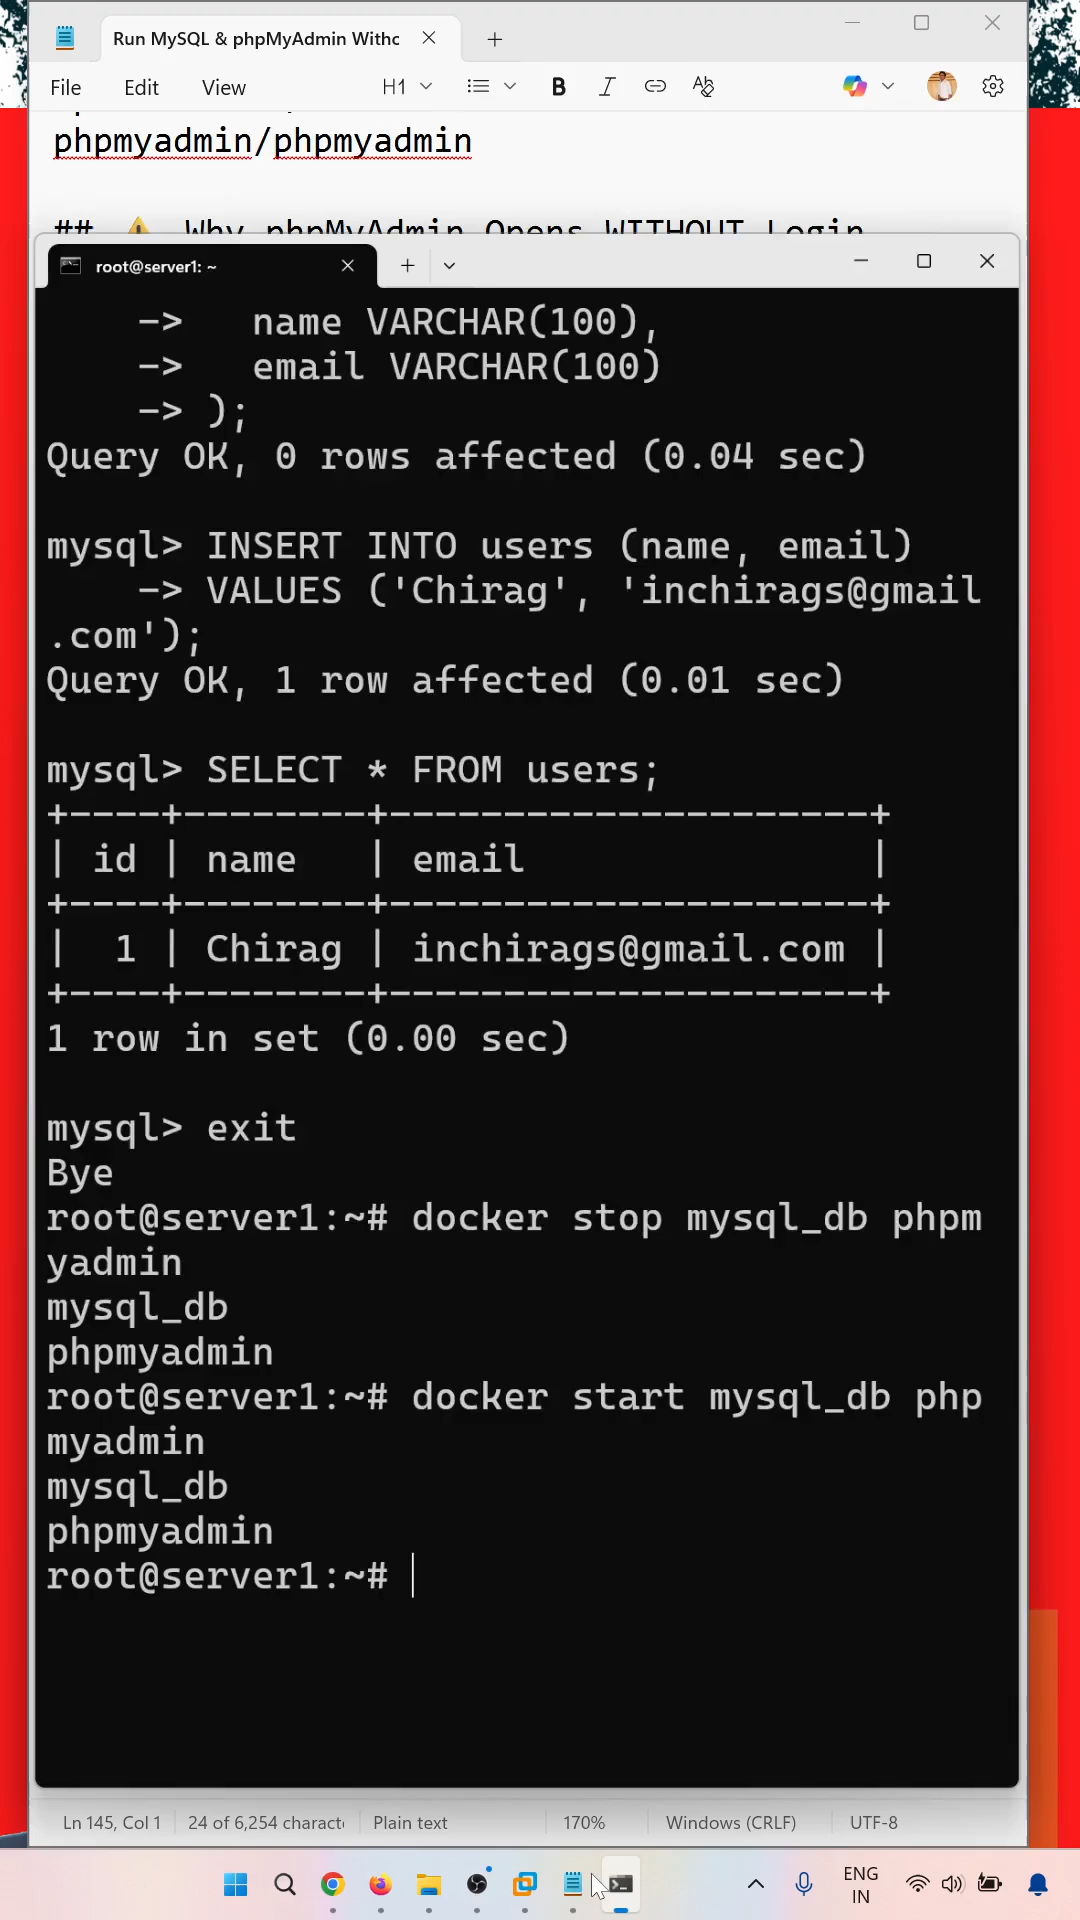 Run MySQL & phpMyAdmin Withc
File Edit View H1 B I
phpmyadmin/phpmyadmin
## ⚠ Why phpMyAdmin Opens WITHOUT Login
root@server1: ~
-> name VARCHAR(100),
-> email VARCHAR(100)
-> );
Query OK, 0 rows affected (0.04 sec)
mysql> INSERT INTO users (name, email)
-> VALUES ('Chirag', 'inchirags@gmail
.com');
Query OK, 1 row affected (0.01 sec)
mysql> SELECT * FROM users;
+----+--------+---------------------+
| id | name   | email               |
+----+--------+---------------------+
|  1 | Chirag | inchirags@gmail.com |
+----+--------+---------------------+
1 row in set (0.00 sec)
mysql> exit
Bye
root@server1:~# docker stop mysql_db phpm
yadmin
mysql_db
phpmyadmin
root@server1:~# docker start mysql_db php
myadmin
mysql_db
phpmyadmin
root@server1:~#
Ln 145, Col 1 24 of 6,254 charact Plain text 170% Windows (CRLF) UTF-8
ENG
IN